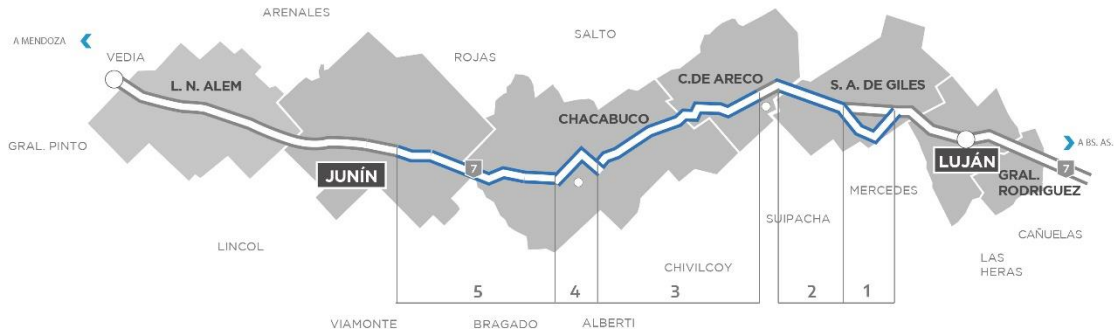 ARENALES
A MENDOZA
SALTO
VEDIA
ROJAS
L. N. ALEM
C.DE ARECO
S. A. DE GILES
CHACABUCO
GRAL. PINTO
A BS. AS.
JUNÍN
7
LUJÁN
7
GRAL.
RODRIGUEZ
MERCEDES
SUIPACHA
CAÑUELAS
LINCOL
LAS
HERAS
CHIVILCOY
5
4
3
2
1
VIAMONTE
BRAGADO
ALBERTI